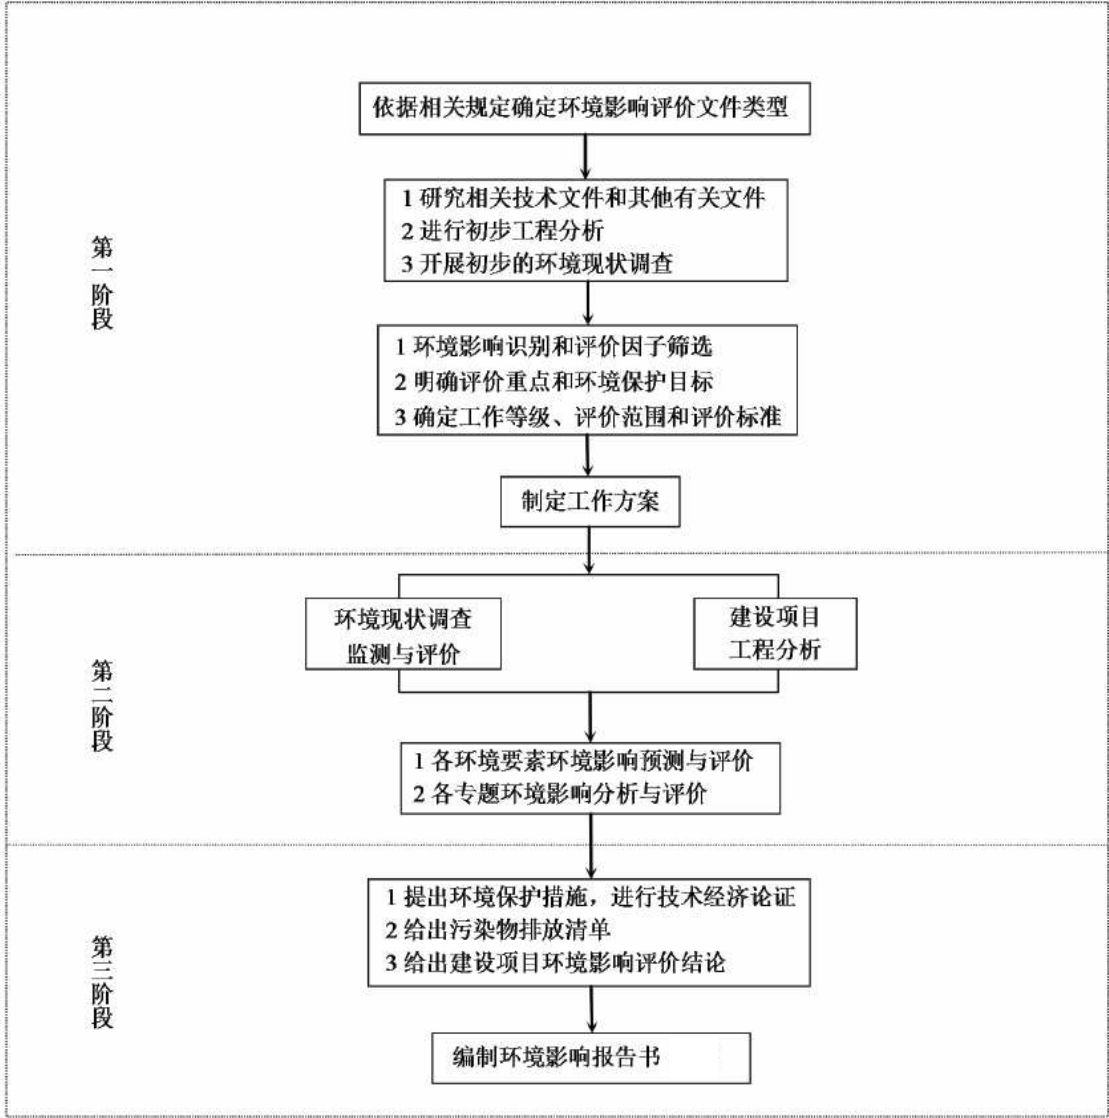 依据相关规定确定环境影响评价文件类型
1 研究相关技术文件和其他有关文件
2 进行初步工程分析
3 开展初步的环境现状调查
第一阶段
1 环境影响识别和评价因子筛选
2 明确评价重点和环境保护目标
3 确定工作等级、评价范围和评价标准
制定工作方案
环境现状调查
监测与评价
建设项目
工程分析
第二阶段
1 各环境要素环境影响预测与评价
2 各专题环境影响分析与评价
1 提出环境保护措施，进行技术经济论证
2 给出污染物排放清单
3 给出建设项目环境影响评价结论
第三阶段
编制环境影响报告书